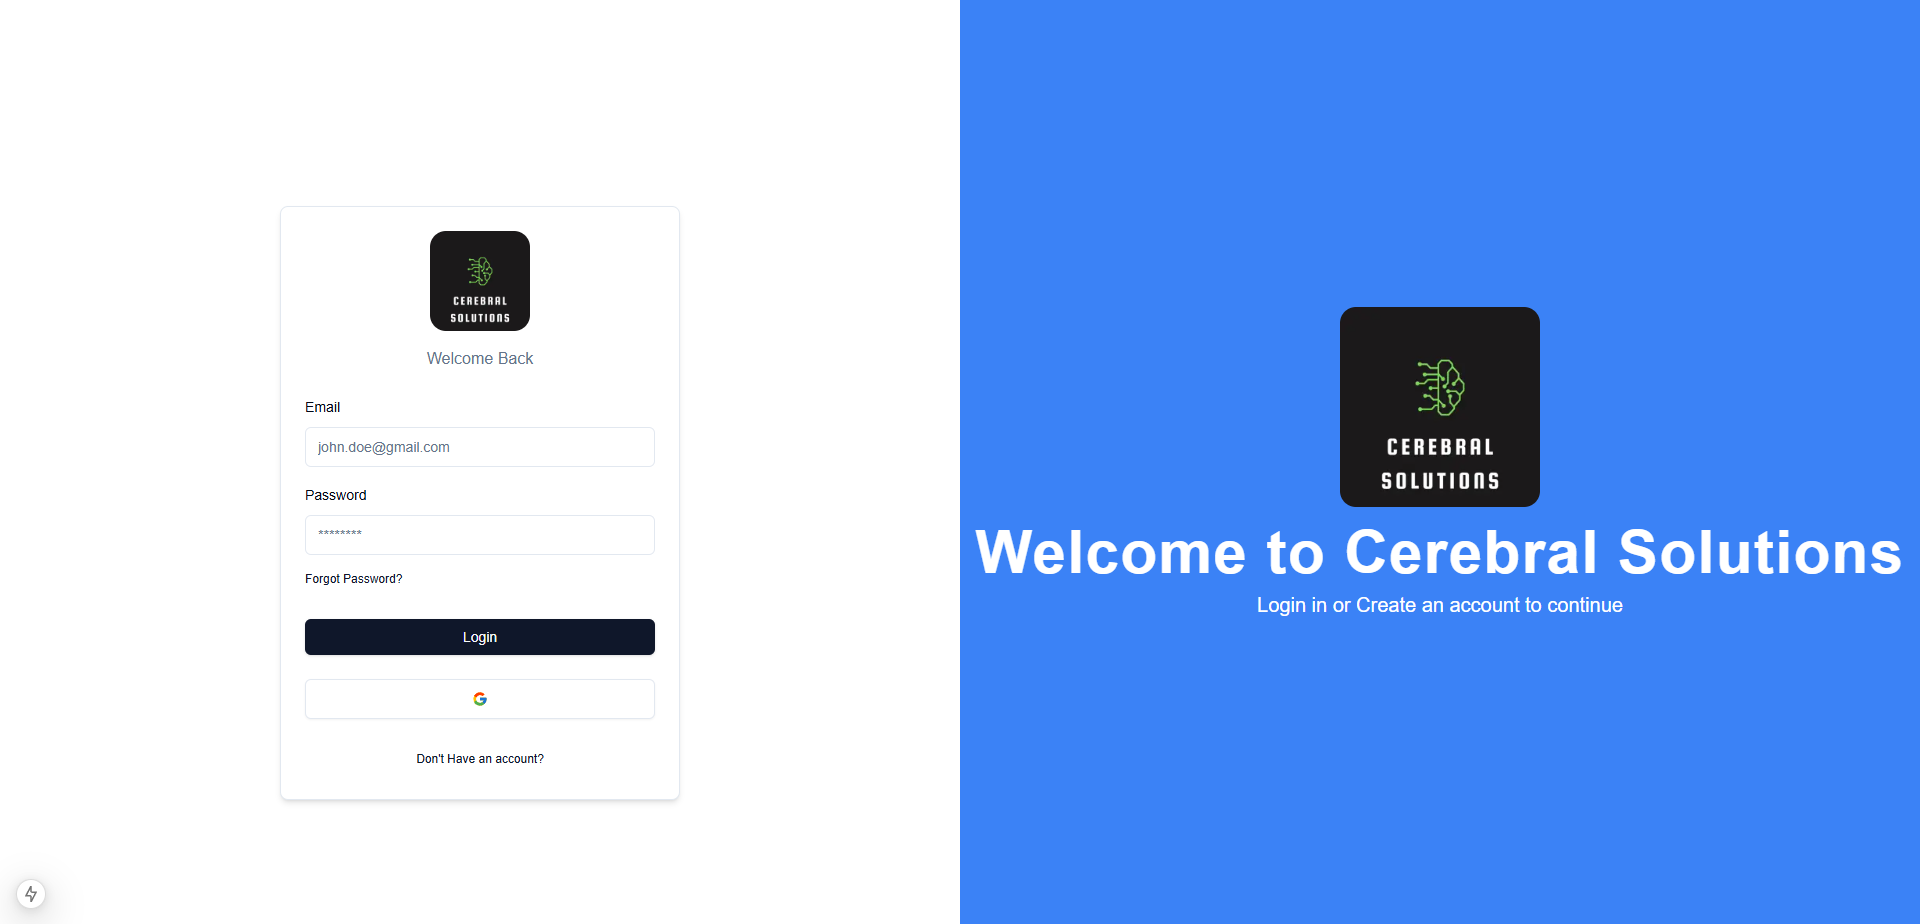 CEREBRAL
SOLUTIONS
Welcome Back
Email
john.doe@gmail.com
Password
********
Forgot Password?
Login
Don't Have an account?
CEREBRAL
SOLUTIONS
Welcome to Cerebral Solutions
Login in or Create an account to continue